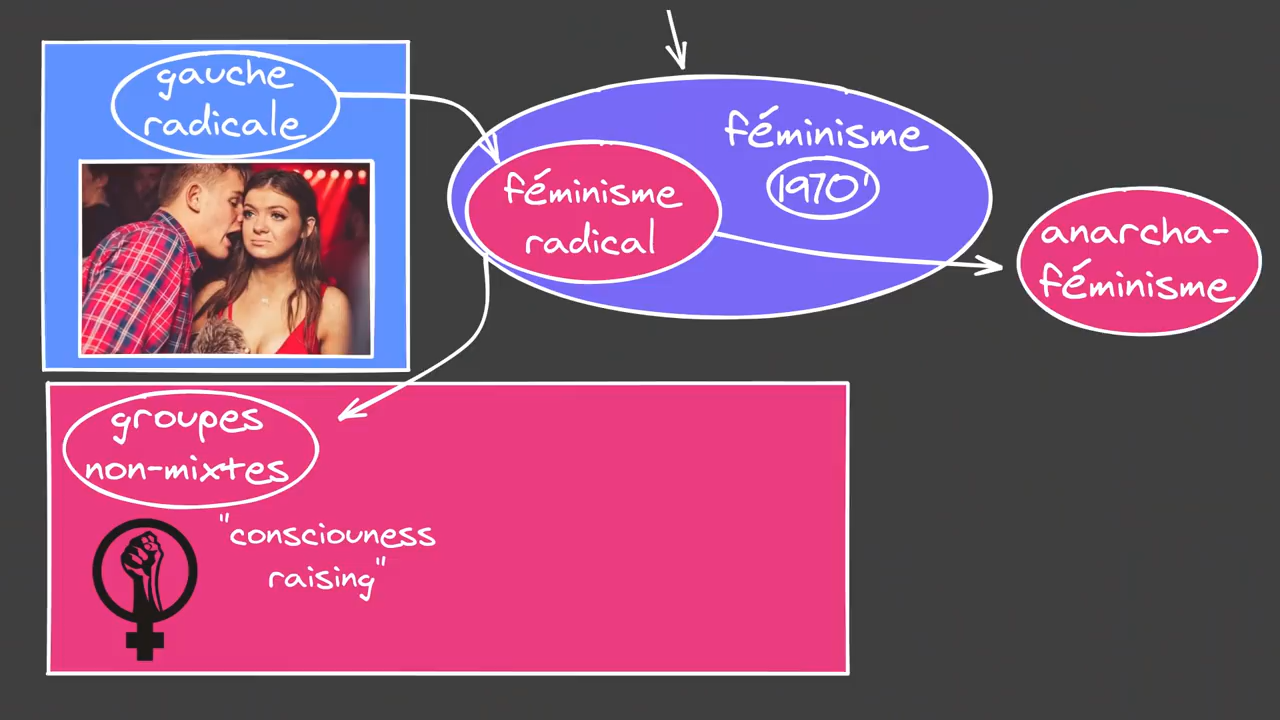 gauche
radicale
féminisme
1970'
féminisme
radical
anarcha-
féminisme
groupes
non-mixtes
"consciouness
raising"